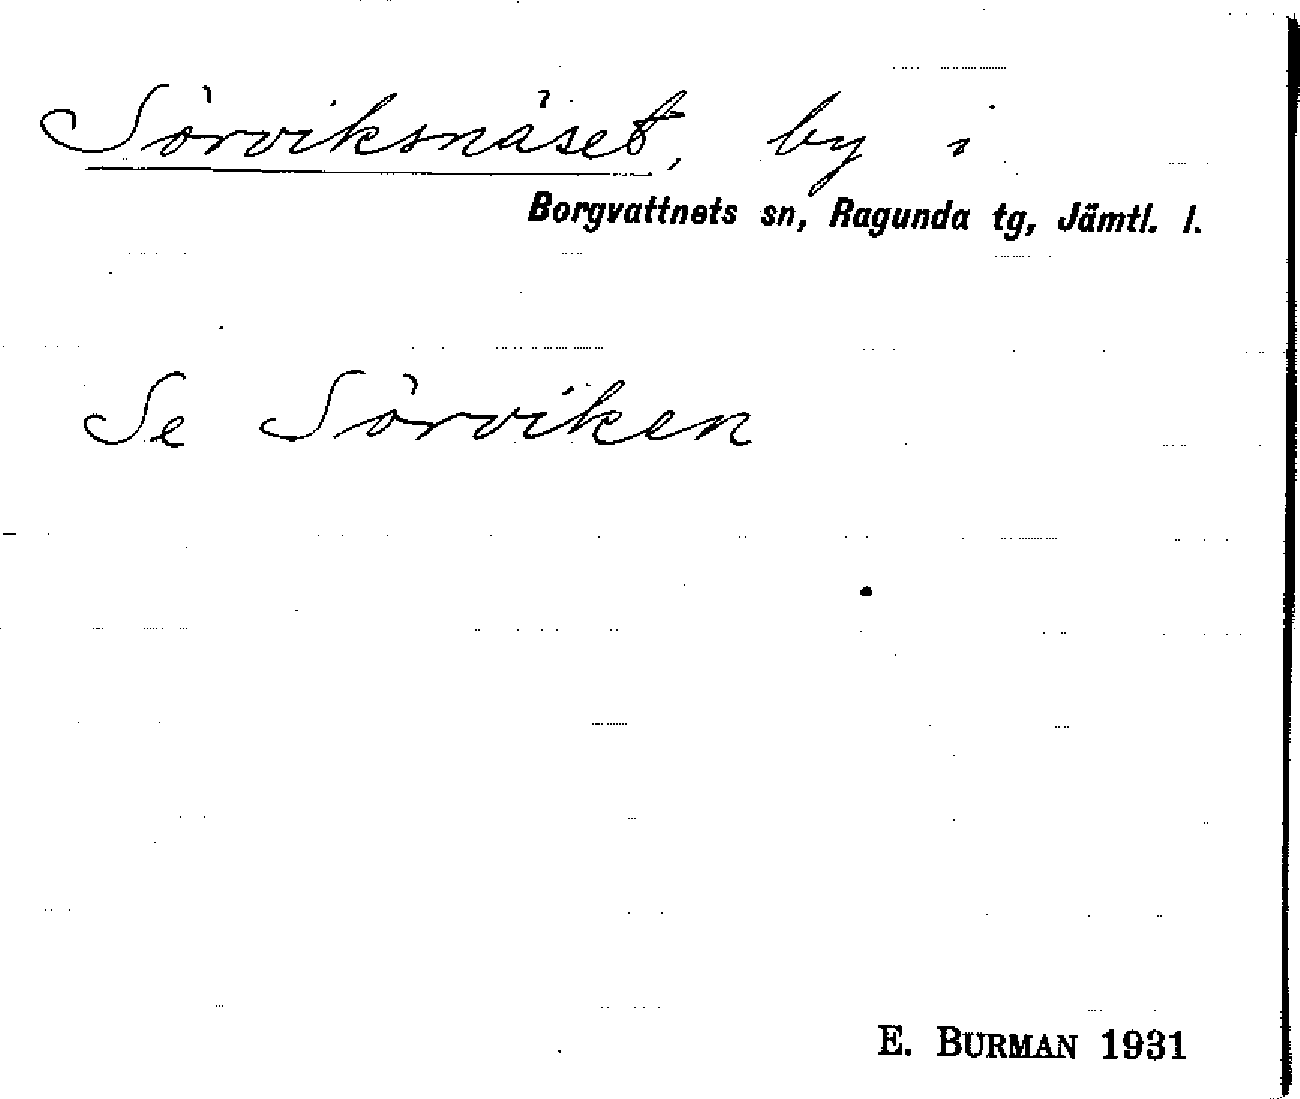 Sörviksnäset, by i
Borgvattnets sn, Ragunda tg, Jämtl. l.
Se Sörviken
E. BURMAN 1931